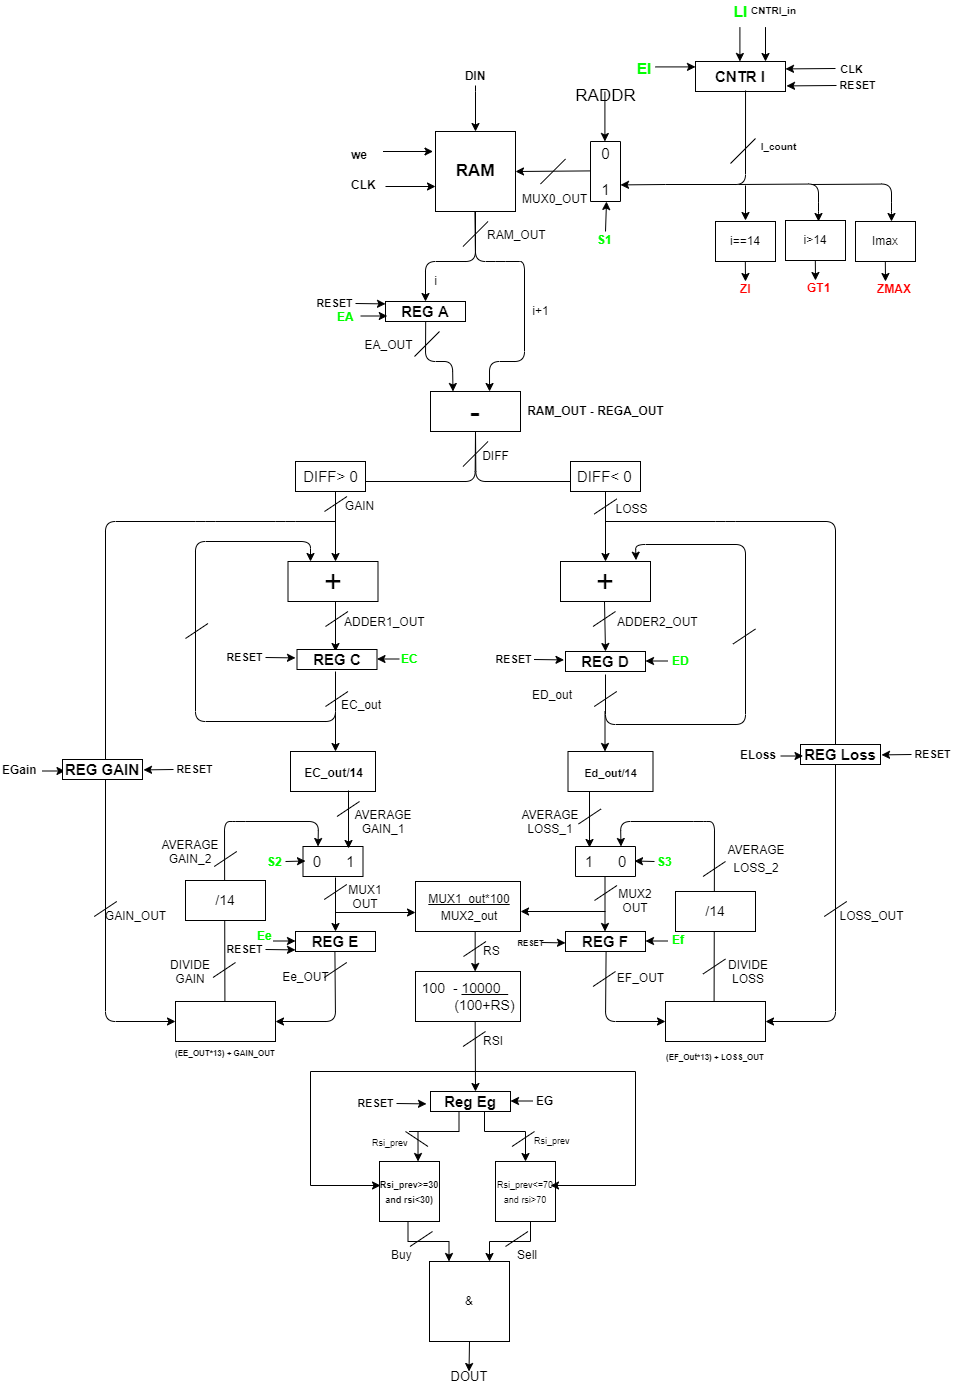 LI CNTRI_in
EI
CNTR I
CLK
RESET
DIN
RADDR
we
CLK
RAM
0
1
MUX0_OUT
S1
I_count
RAM_OUT
i==14
i>14
Imax
ZI
GT1
ZMAX
i
i+1
RESET
EA
REG A
EA_OUT
-
RAM_OUT - REGA_OUT
DIFF
DIFF> 0
DIFF< 0
GAIN
LOSS
+
+
ADDER1_OUT
ADDER2_OUT
RESET
REG C
EC
RESET
REG D
ED
EC_out
ED_out
EGain
REG GAIN
RESET
EC_out/14
Ed_out/14
ELoss
REG Loss
RESET
AVERAGE
GAIN_1
AVERAGE
LOSS_1
AVERAGE
GAIN_2
S2
0 1
1 0
S3
AVERAGE
LOSS_2
/14
MUX1
OUT
MUX1_out*100
MUX2_out
MUX2
OUT
/14
GAIN_OUT
LOSS_OUT
Ee
RESET
REG E
RS
RESET
REG F
Ef
DIVIDE
GAIN
Ee_OUT
100 - 10000
(100+RS)
EF_OUT
DIVIDE
LOSS
(EE_OUT*13) + GAIN_OUT
(EF_Out*13) + LOSS_OUT
RSI
RESET
Reg Eg
EG
Rsi_prev
Rsi_prev
Rsi_prev>=30
and rsi<30)
Rsi_prev<=70
and rsi>70
Buy
Sell
&
DOUT